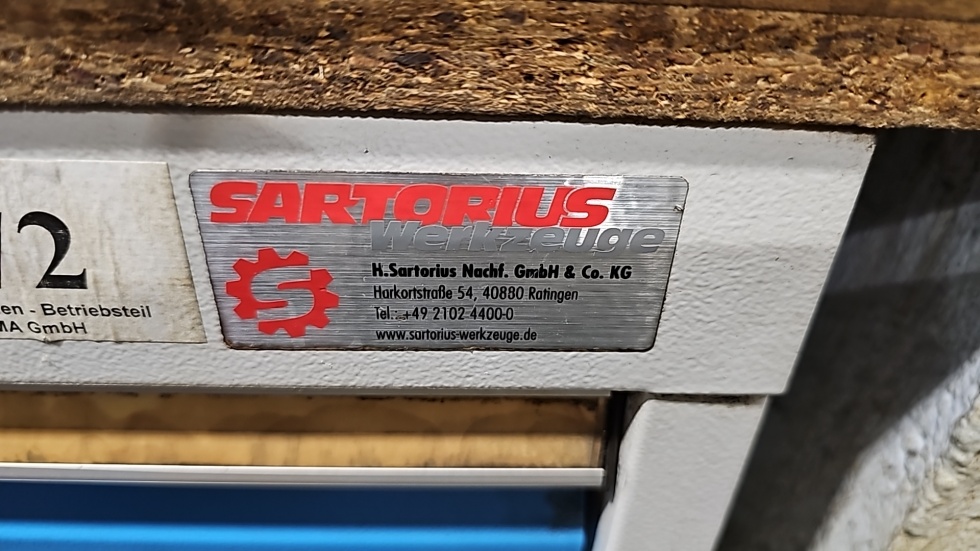 12
en - Betriebsteil
MA GmbH
SARTORIUS
Werkzeuge
S
H.Sartorius Nachf. GmbH & Co. KG
Harkortstraße 54, 40880 Ratingen
Tel.: +49 2102 4400-0
www.sartorius-werkzeuge.de